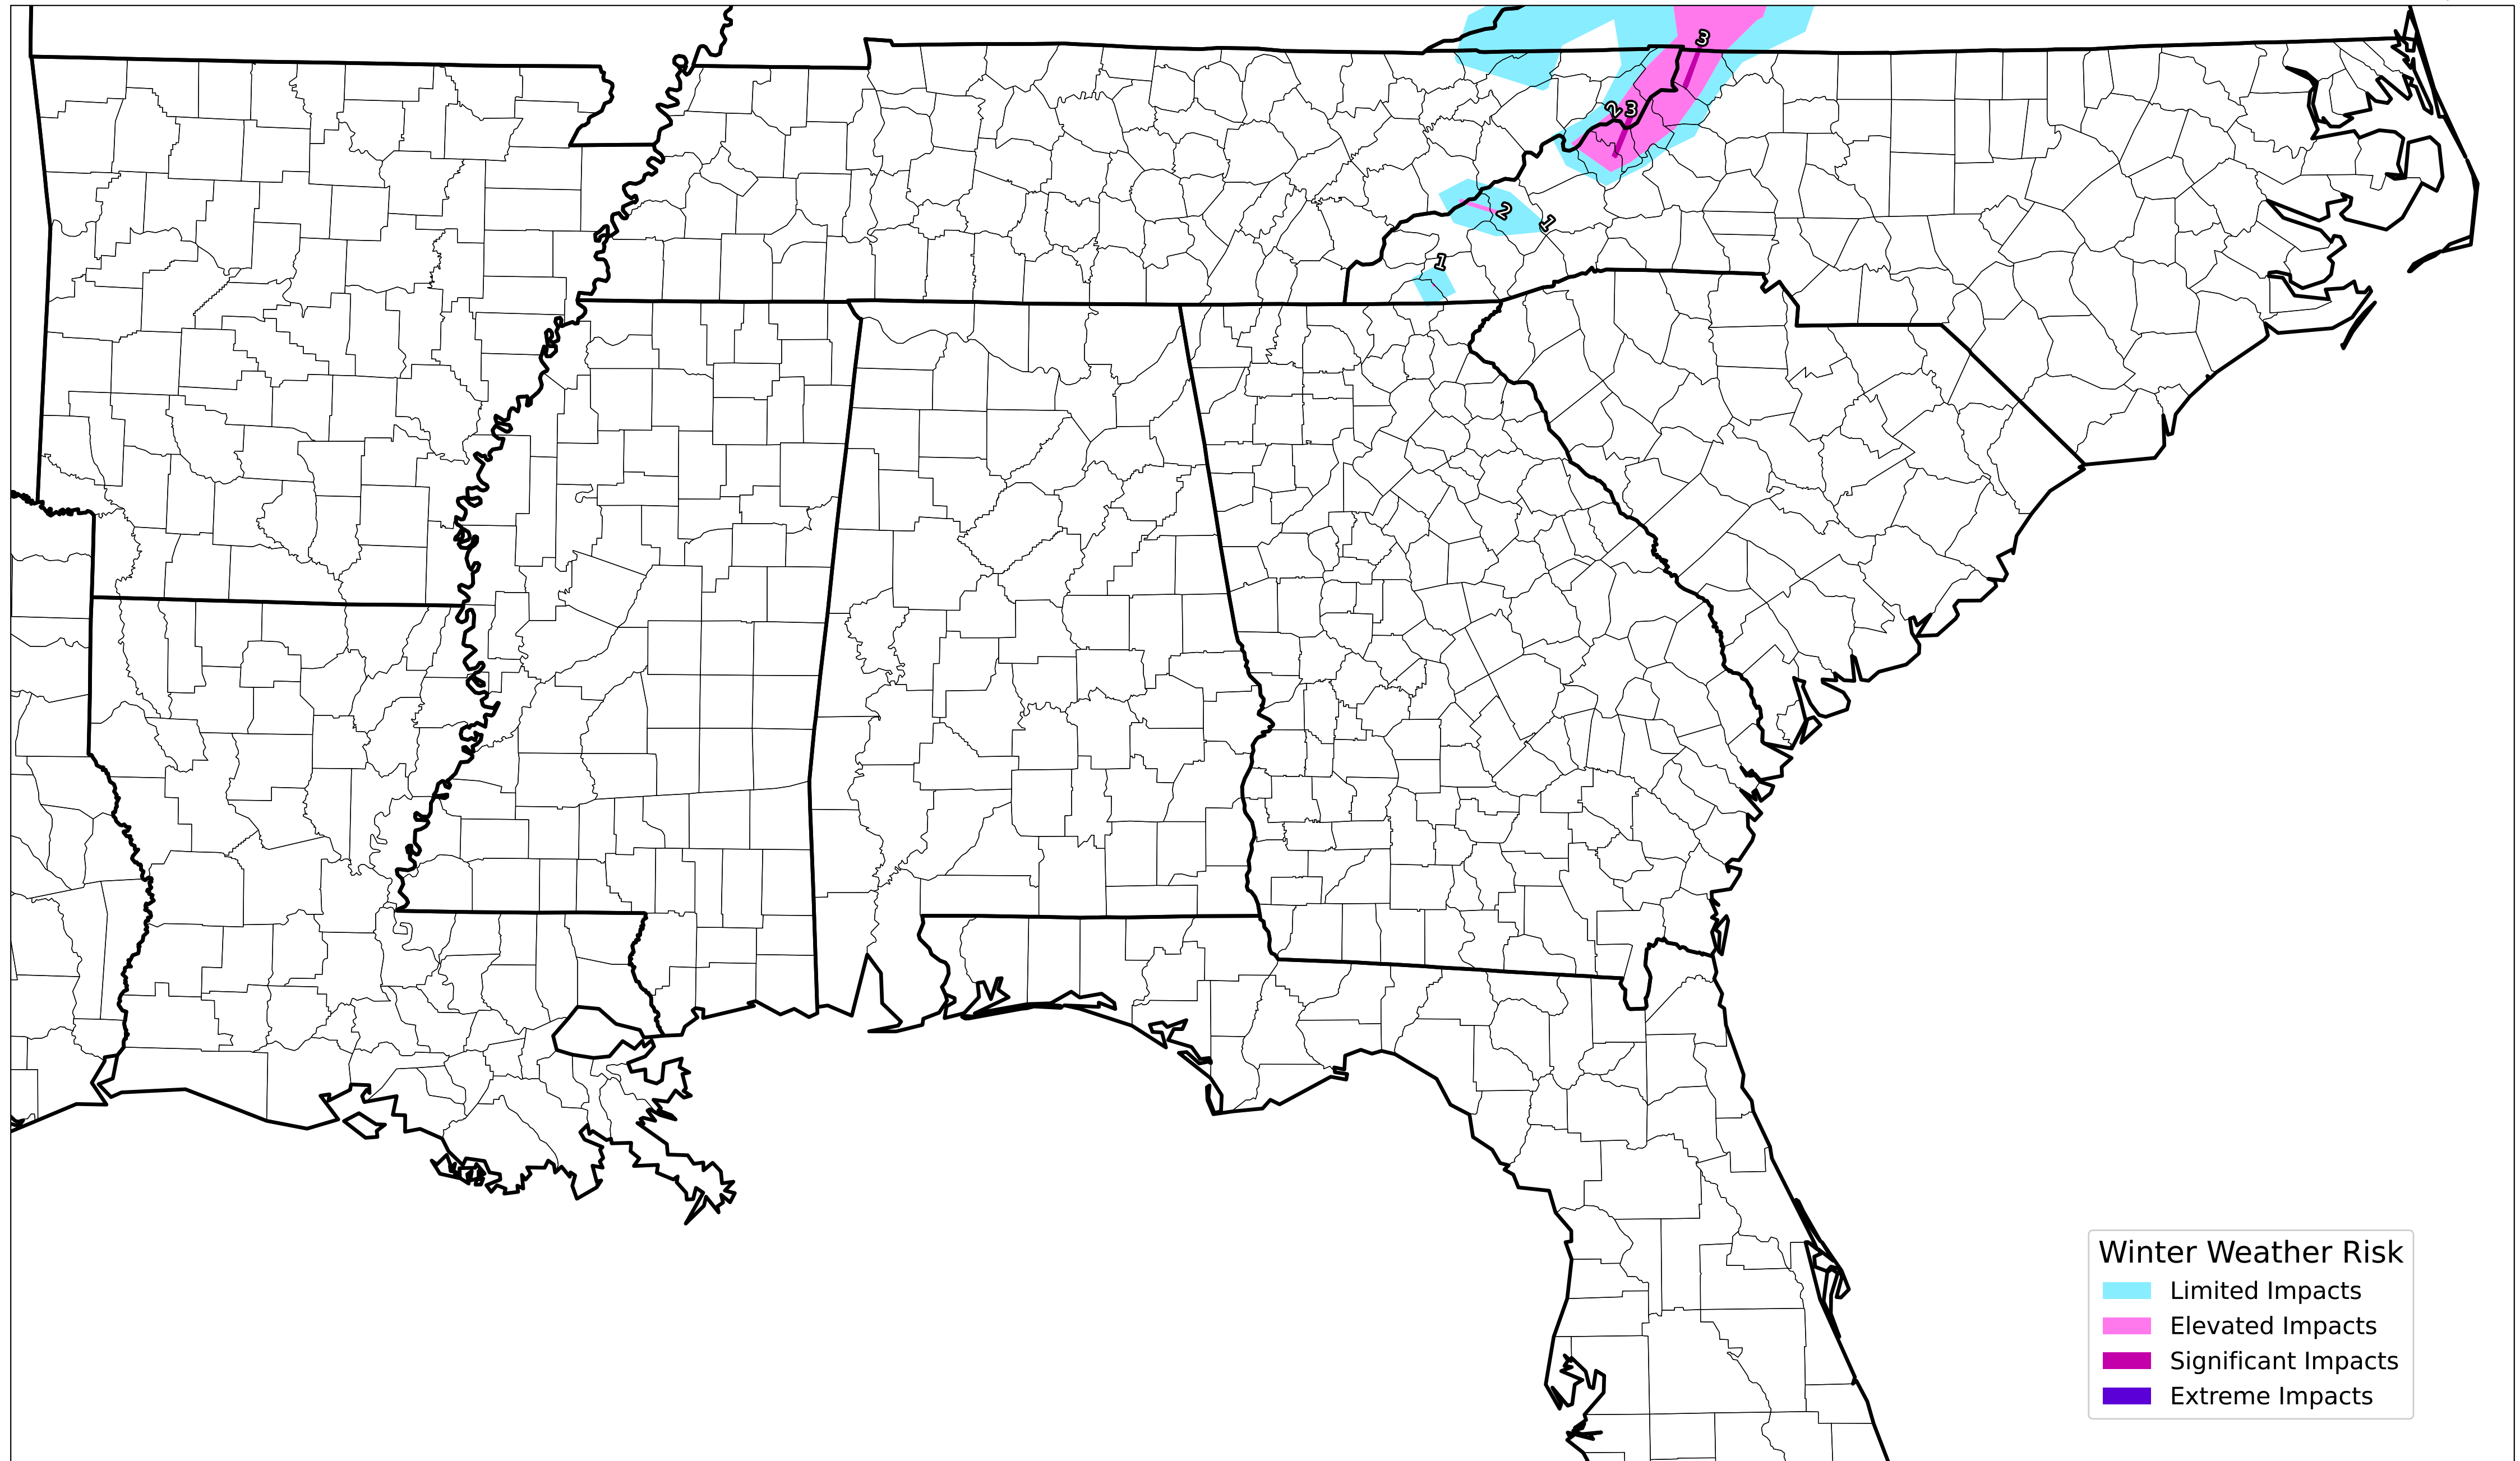 3
2 3
2
1
1
Winter Weather Risk
Limited Impacts
Elevated Impacts
Significant Impacts
Extreme Impacts